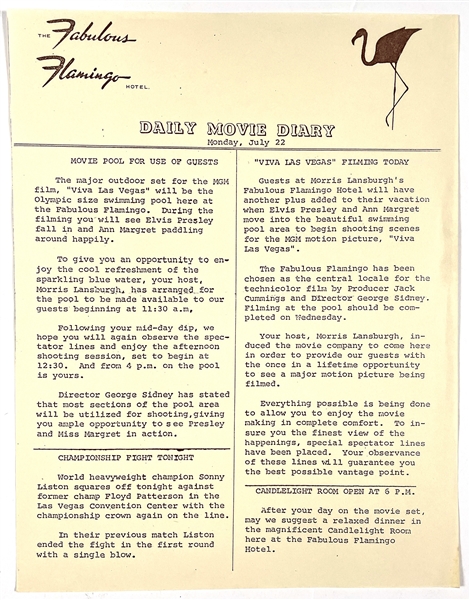 THE Fabulous
Flamingo
HOTEL.
DAILY MOVIE DIARY
Monday, July 22
MOVIE POOL FOR USE OF GUESTS
The major outdoor set for the MGM
film, "Viva Las Vegas" will be the
Olympic size swimming pool here at
the Fabulous Flamingo. During the
filming you will see Elvis Presley
fall in and Ann Margret paddling
around happily.
To give you an opportunity to en-
joy the cool refreshment of the
sparkling blue water, your host,
Morris Lansburgh, has arranged for
the pool to be made available to our
guests beginning at 11:30 a.m,
Following your mid-day dip, we
hope you will again observe the spec-
tator lines and enjoy the afternoon
shooting session, set to begin at
12:30. And from 4 p.m. on the pool
is yours.
Director George Sidney has stated
that most sections of the pool area
will be utilized for shooting,giving
you ample opportunity to see Presley
and Miss Margret in action.
CHAMPIONSHIP FIGHT TONIGHT
World heavyweight champion Sonny
Liston squares off tonight against
former champ Floyd Patterson in the
Las Vegas Convention Center with the
championship crown again on the line.
In their previous match Liston
ended the fight in the first round
with a single blow.
"VIVA LAS VEGAS" FILMING TODAY
Guests at Morris Lansburgh's
Fabulous Flamingo Hotel will have
another plus added to their vacation
when Elvis Presley and Ann Margret
move into the beautiful swimming
pool area to begin shooting scenes
for the MGM motion picture, "Viva
Las Vegas".
The Fabulous Flamingo has been
chosen as the central locale for the
technicolor film by Producer Jack
Cummings and Director George Sidney.
Filming at the pool should be com-
pleted on Wednesday.
Your host, Morris Lansburgh, in-
duced the movie company to come here
in order to provide our guests with
the once in a lifetime opportunity
to see a major motion picture being
filmed.
Everything possible is being done
to allow you to enjoy the movie
making in complete comfort. To in-
sure you the finest view of the
happenings, special spectator lines
have been placed. Your observance
of these lines will guarantee you
the best possible vantage point.
CANDLELIGHT ROOM OPEN AT 6 P.M.
After your day on the movie set,
may we suggest a relaxed dinner in
the magnificent Candlelight Room
here at the Fabulous Flamingo
Hotel.